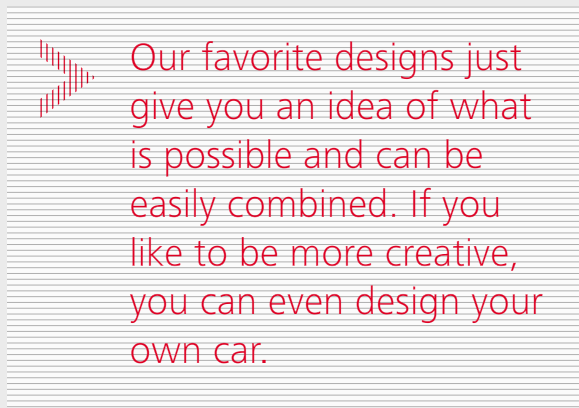 Our favorite designs just
give you an idea of what
is possible and can be
easily combined. If you
like to be more creative,
you can even design your
own car.